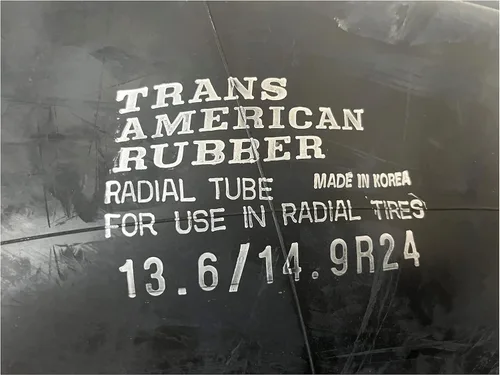 TRANS
AMERICAN
RUBBER
RADIAL TUBE MADE IN KOREA
FOR USE IN RADIAL TIRES
13.6/14.9R24